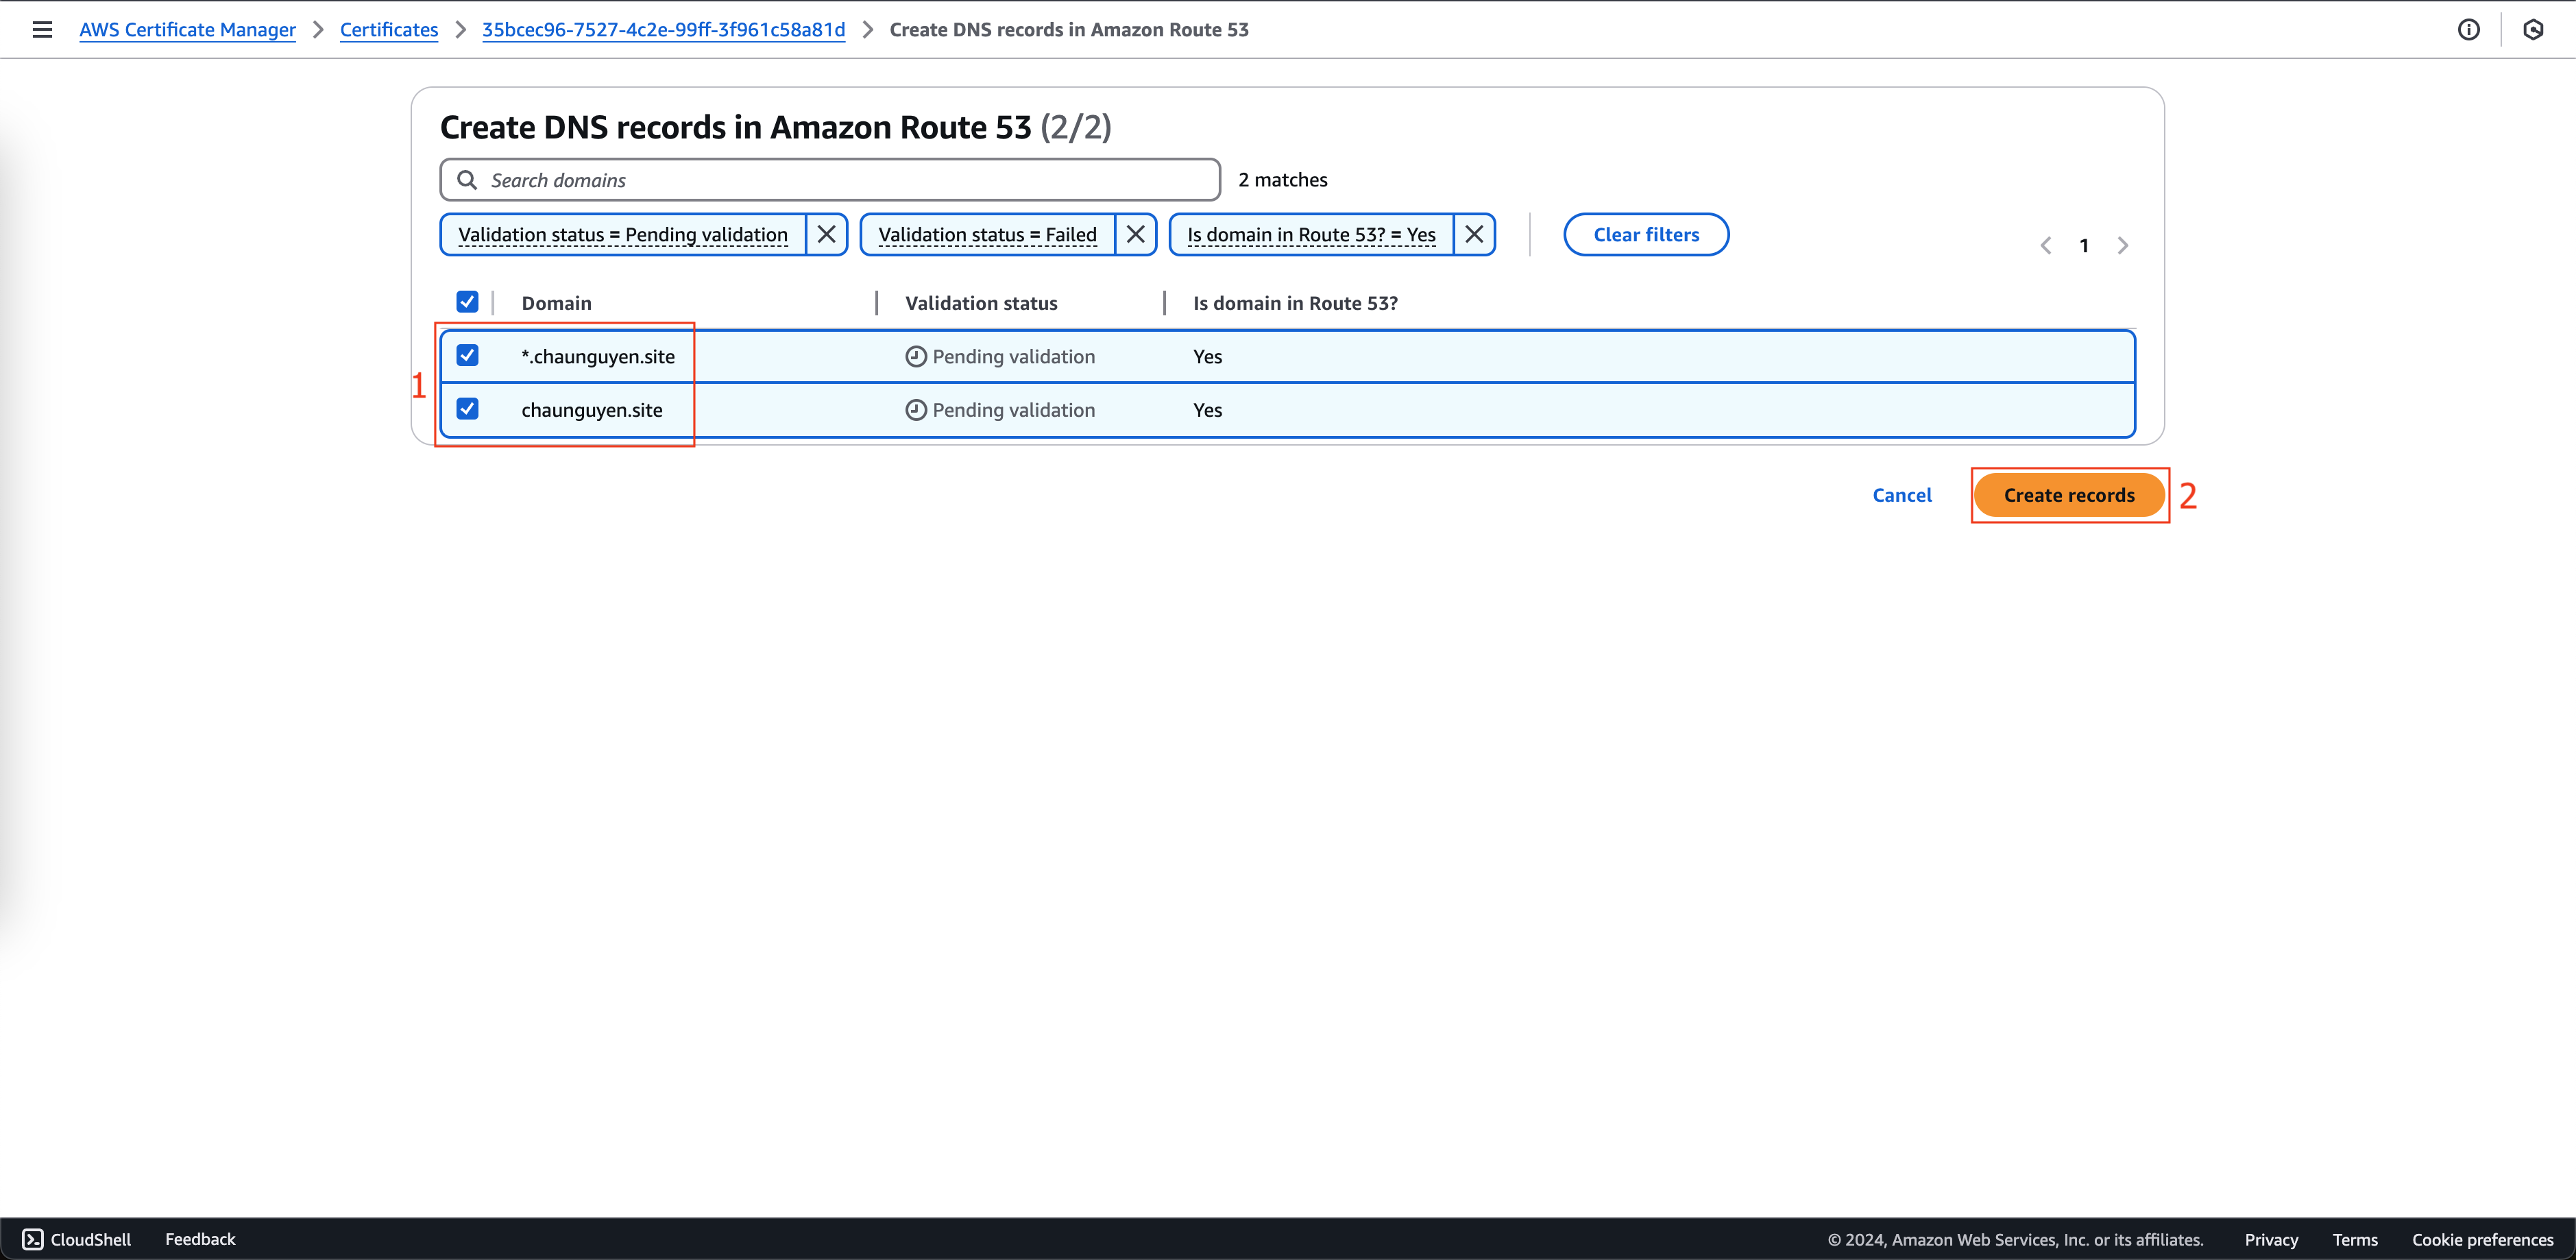 AWS Certificate Manager > Certificates > 35bcec96-7527-4c2e-99ff-3f961c58a81d > Create DNS records in Amazon Route 53
Create DNS records in Amazon Route 53 (2/2)
Search domains 2 matches
Validation status = Pending validation Validation status = Failed Is domain in Route 53? = Yes Clear filters
1
Domain Validation status Is domain in Route 53?
*.chaunguyen.site Pending validation Yes
1
chaunguyen.site Pending validation Yes
Cancel Create records 2
CloudShell Feedback © 2024, Amazon Web Services, Inc. or its affiliates. Privacy Terms Cookie preferences